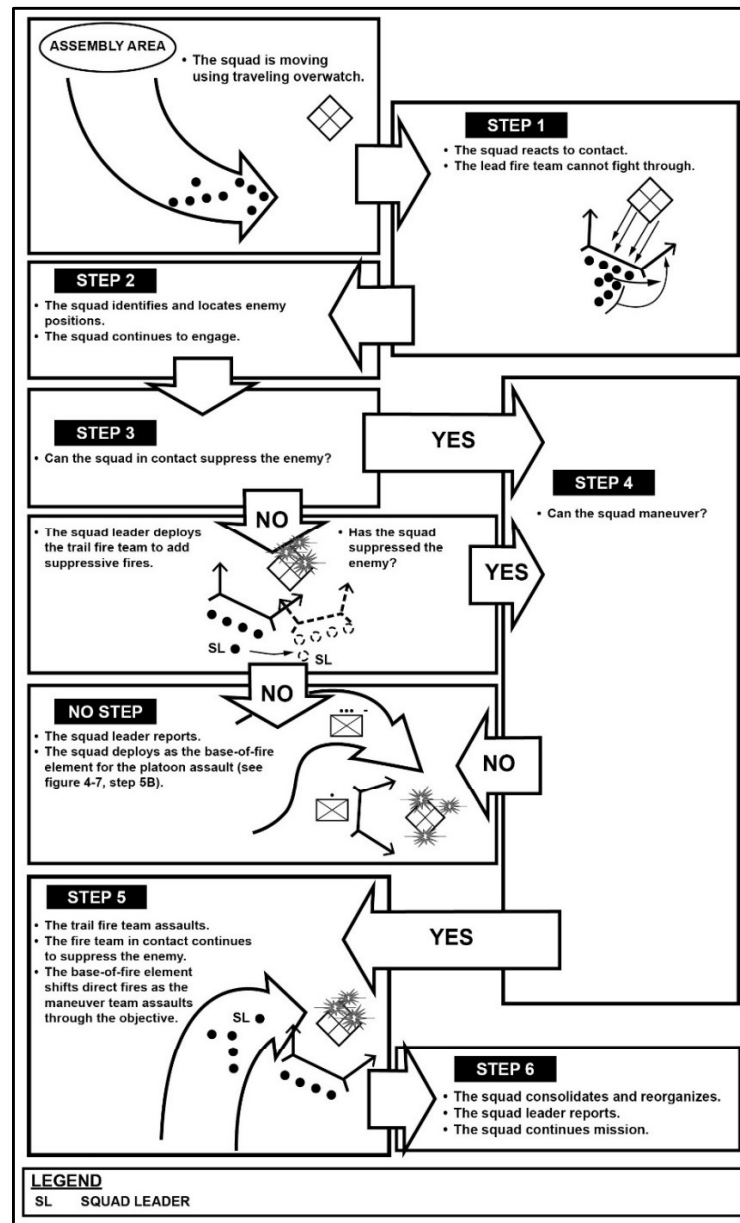 ASSEMBLY AREA
• The squad is moving
using traveling overwatch.
STEP 1
• The squad reacts to contact.
• The lead fire team cannot fight through.
STEP 2
• The squad identifies and locates enemy
positions.
• The squad continues to engage.
STEP 3
• Can the squad in contact suppress the enemy?
YES
STEP 4
• Can the squad maneuver?
NO
• The squad leader deploys
the trail fire team to add
suppressive fires.
• Has the squad
suppressed the
enemy?
YES
SL
SL
NO
NO STEP
• The squad leader reports.
• The squad deploys as the base-of-fire
element for the platoon assault (see
figure 4-7, step 5B).
NO
STEP 5
• The trail fire team assaults.
• The fire team in contact continues
to suppress the enemy.
• The base-of-fire element
shifts direct fires as the
maneuver team assaults
through the objective.
YES
SL
STEP 6
• The squad consolidates and reorganizes.
• The squad leader reports.
• The squad continues mission.
LEGEND
SL SQUAD LEADER